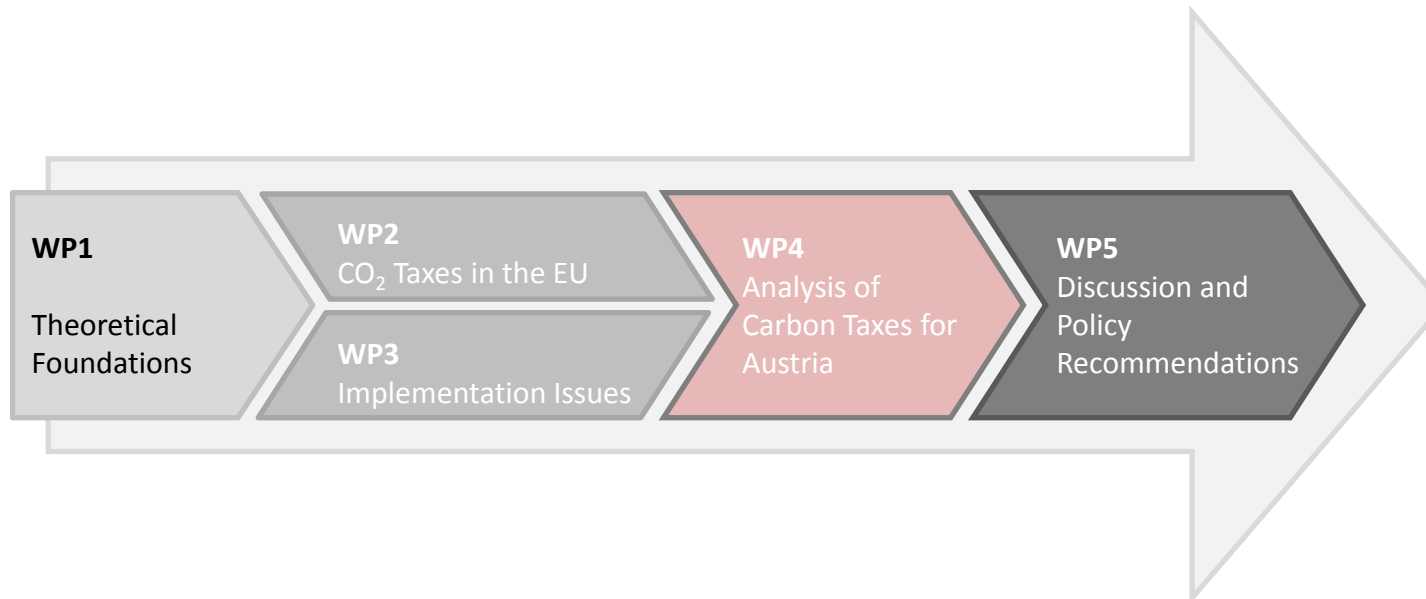 WP1
Theoretical
Foundations
WP2
CO₂ Taxes in the EU
WP3
Implementation Issues
WP4
Analysis of
Carbon Taxes for
Austria
WP5
Discussion and
Policy
Recommendations